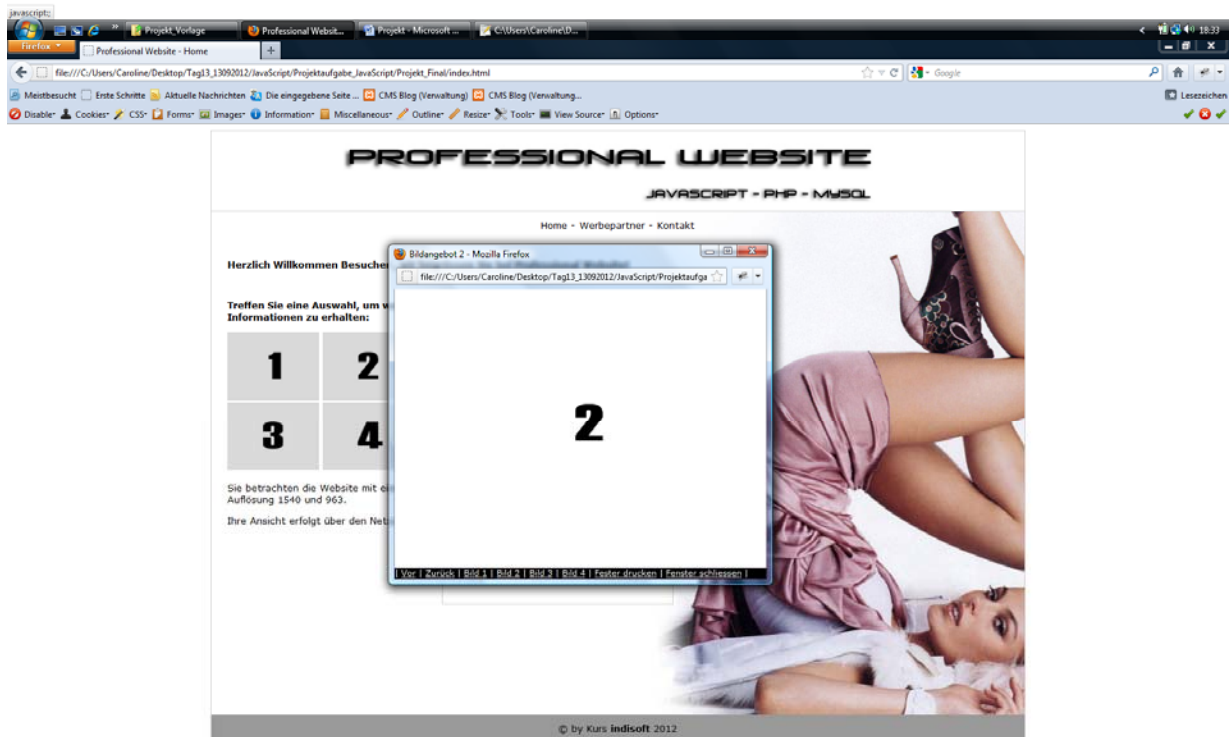 javascript:;
Projekt_Vorlage
Professional Websit...
Projekt - Microsoft ...
C:\Users\Caroline\D...
18:33
Firefox
Professional Website - Home
file:///C:/Users/Caroline/Desktop/Tag13_13092012/JavaScript/Projektaufgabe_JavaScript/Projekt_Final/index.html
Google
Meistbesucht Erste Schritte Aktuelle Nachrichten Die eingegebene Seite ... CMS Blog (Verwaltung) CMS Blog (Verwaltung...
Lesezeichen
Disable Cookies CSS Forms Images Information Miscellaneous Outline Resize Tools View Source Options
PROFESSIONAL WEBSITE
JAVASCRIPT - PHP - MYSQL
Home - Werbepartner - Kontakt
Bildangebot 2 - Mozilla Firefox
file:///C:/Users/Caroline/Desktop/Tag13_13092012/JavaScript/Projektaufga
Herzlich Willkommen Besucher
Treffen Sie eine Auswahl, um
Informationen zu erhalten:
1 2
3 4
2
Sie betrachten die Website mit
Auflösung 1540 und 963.
Ihre Ansicht erfolgt über den
| Vor | Zurück | Bild 1 | Bild 2 | Bild 3 | Bild 4 | Fester drucken | Fenster schliessen |
© by Kurs indisoft 2012